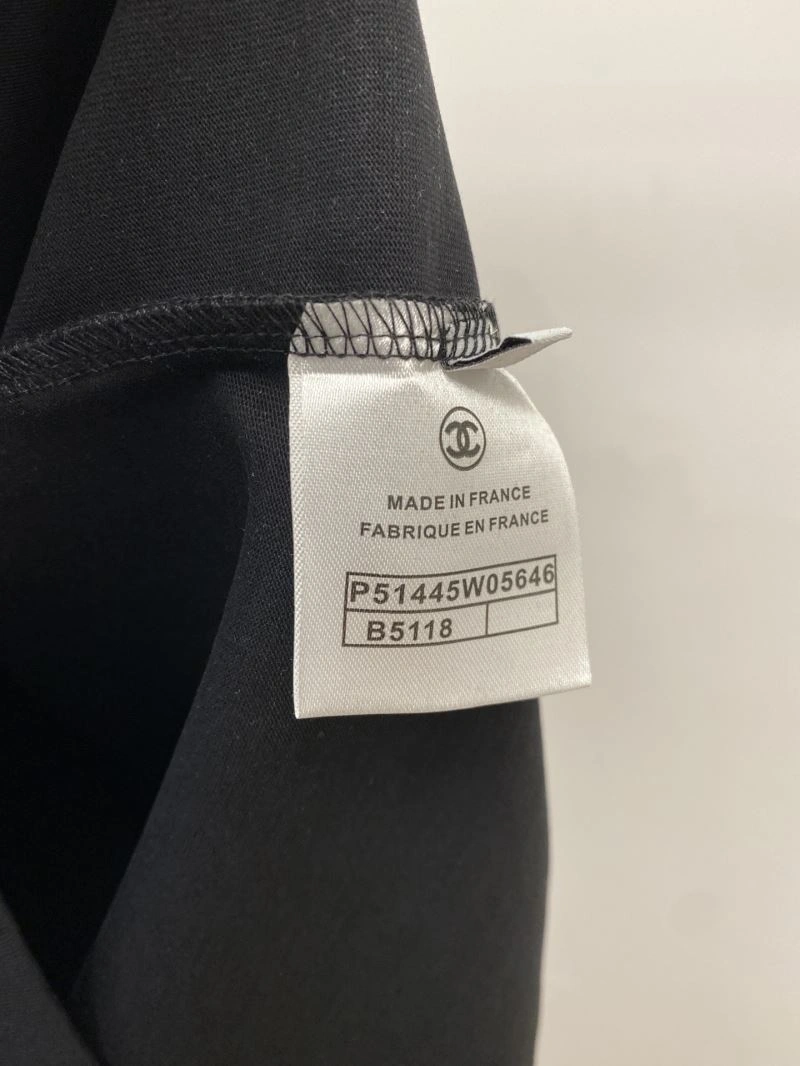 MADE IN FRANCE
FABRIQUE EN FRANCE
P51445W05646
B5118